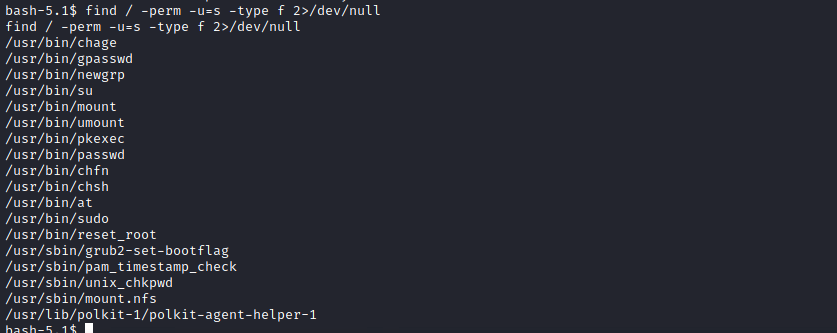 bash-5.1$ find / -perm -u=s -type f 2>/dev/null
find / -perm -u=s -type f 2>/dev/null
/usr/bin/chage
/usr/bin/gpasswd
/usr/bin/newgrp
/usr/bin/su
/usr/bin/mount
/usr/bin/umount
/usr/bin/pkexec
/usr/bin/passwd
/usr/bin/chfn
/usr/bin/chsh
/usr/bin/at
/usr/bin/sudo
/usr/bin/reset_root
/usr/sbin/grub2-set-bootflag
/usr/sbin/pam_timestamp_check
/usr/sbin/unix_chkpwd
/usr/sbin/mount.nfs
/usr/lib/polkit-1/polkit-agent-helper-1
bash-5.1$